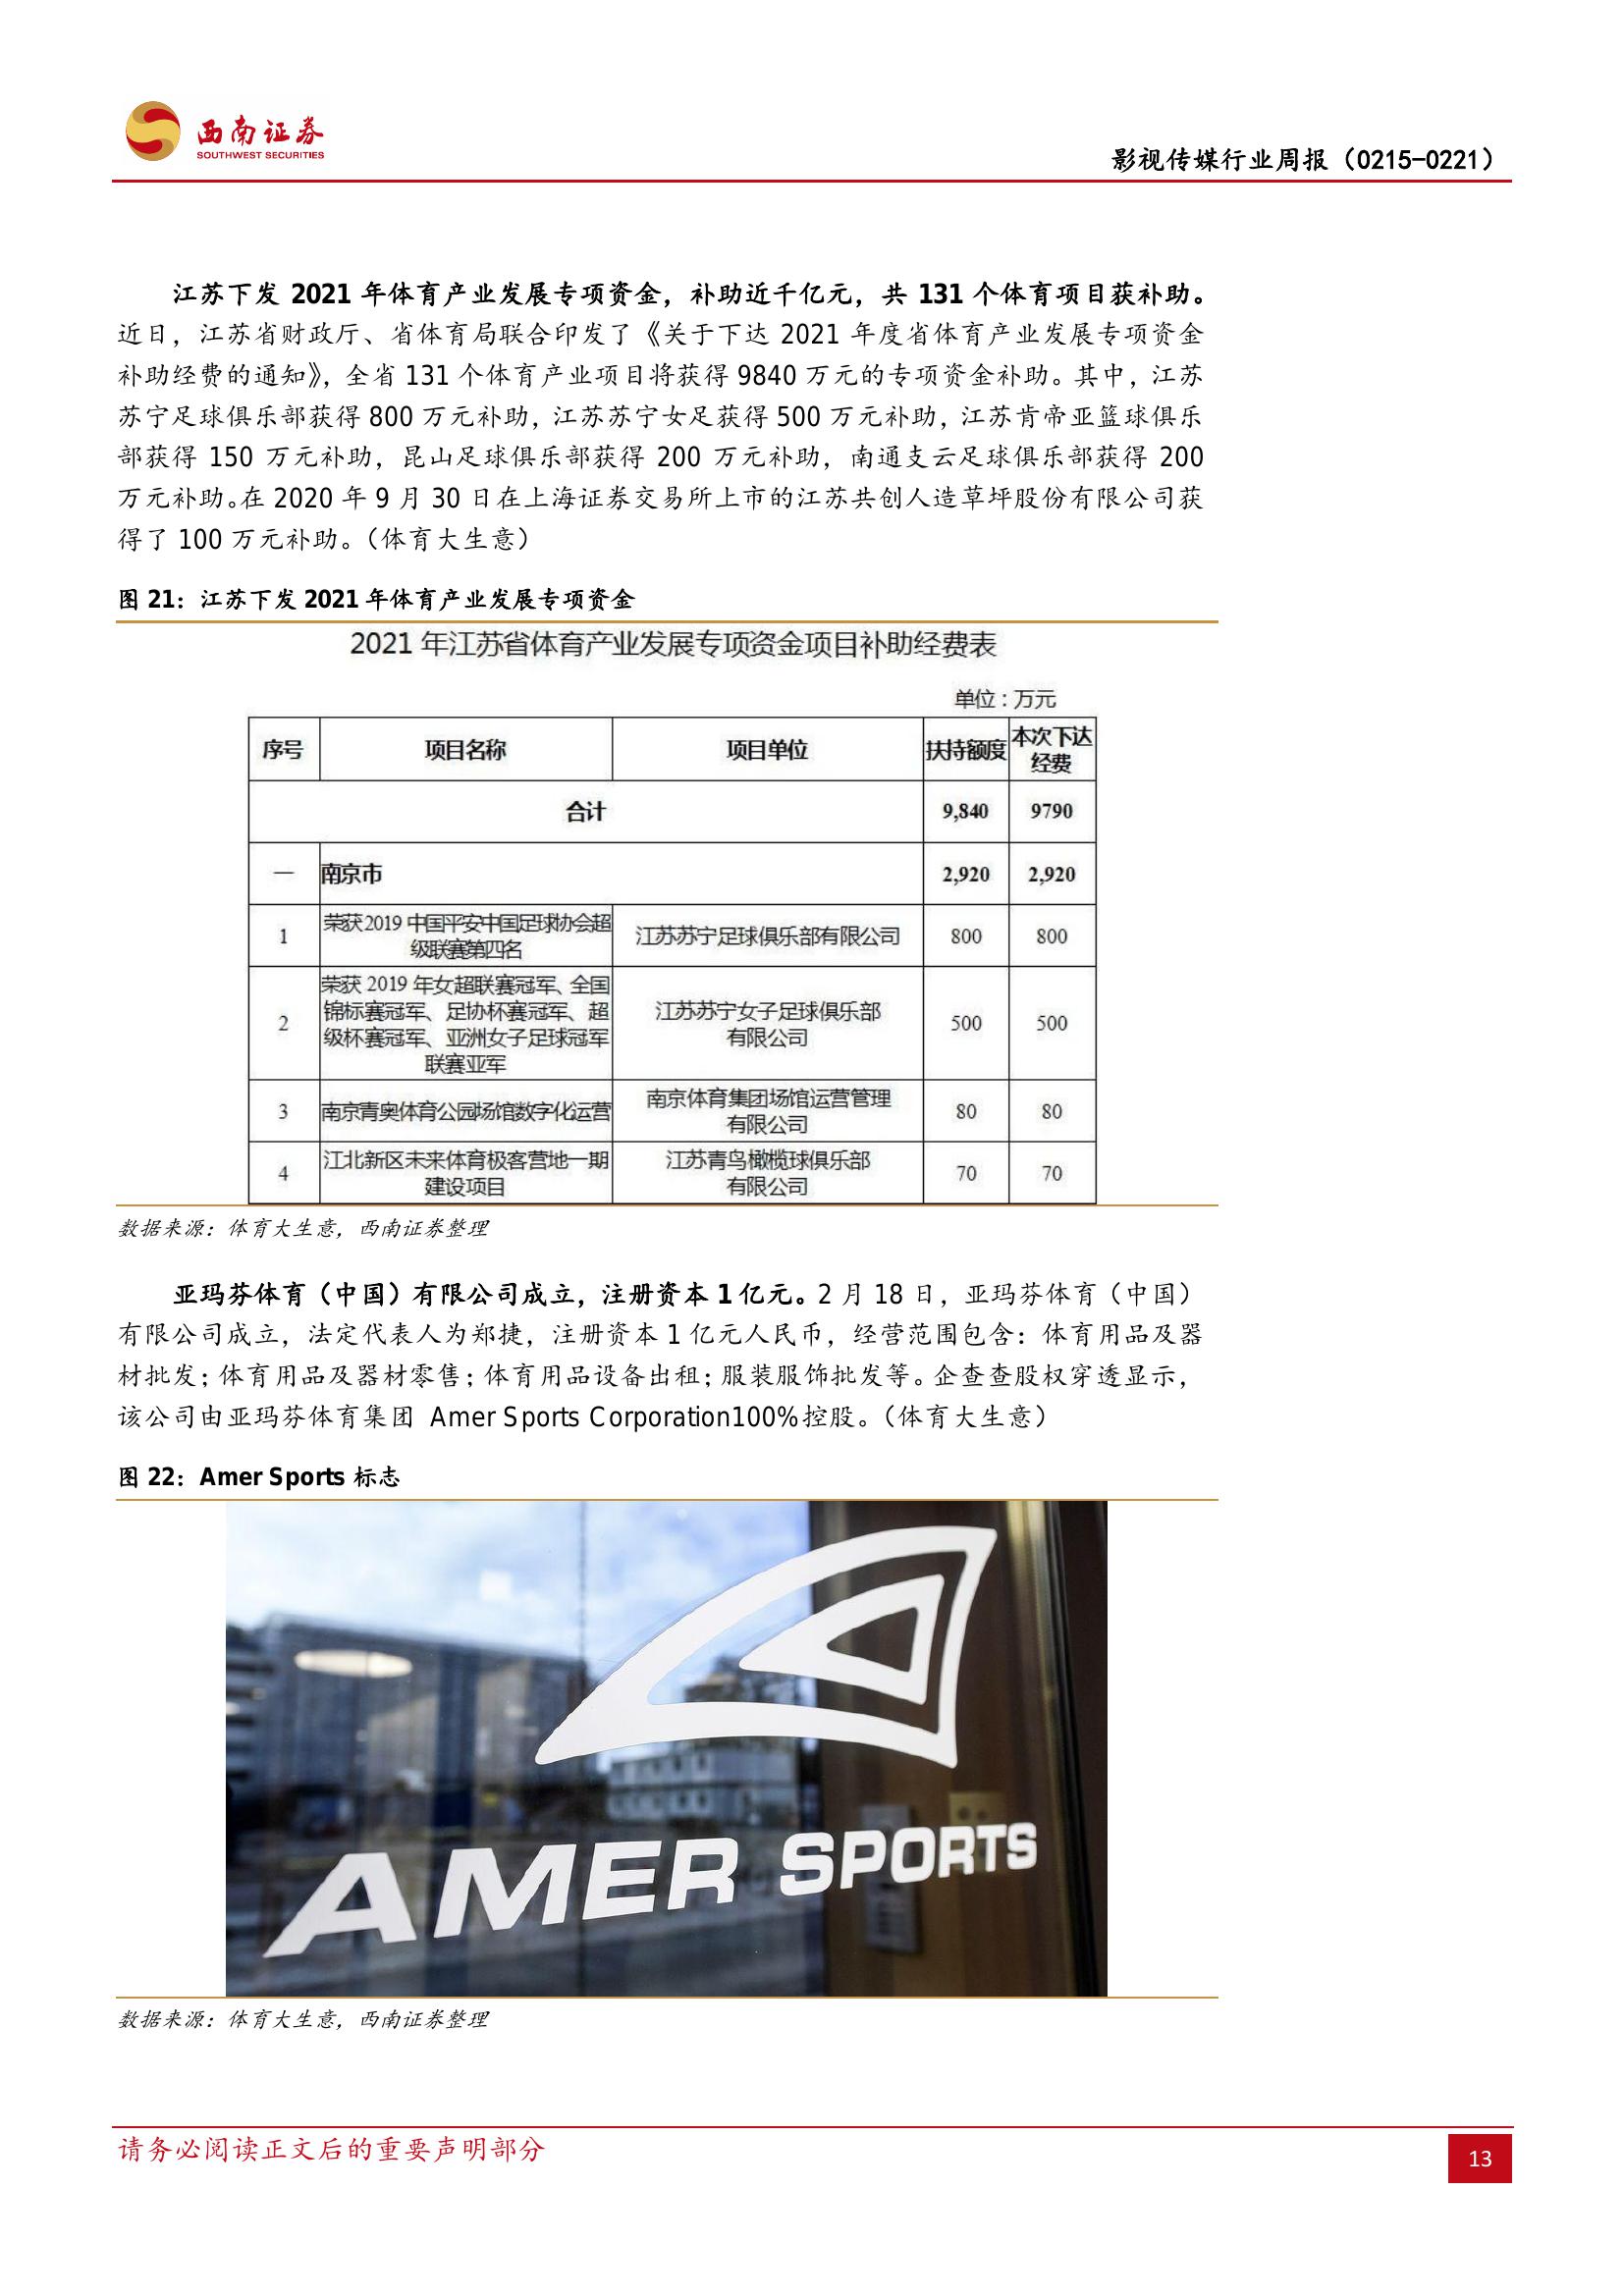 西南证券
SOUTHWEST SECURITIES
影视传媒行业周报（0215-0221）
江苏下发 2021 年体育产业发展专项资金，补助近千亿元，共 131 个体育项目获补助。
近日，江苏省财政厅、省体育局联合印发了《关于下达 2021 年度省体育产业发展专项资金
补助经费的通知》，全省 131 个体育产业项目将获得 9840 万元的专项资金补助。其中，江苏
苏宁足球俱乐部获得 800 万元补助，江苏苏宁女足获得 500 万元补助，江苏肯帝亚篮球俱乐
部获得 150 万元补助，昆山足球俱乐部获得 200 万元补助，南通支云足球俱乐部获得 200
万元补助。在 2020 年 9 月 30 日在上海证券交易所上市的江苏共创人造草坪股份有限公司获
得了 100 万元补助。（体育大生意）
图 21：江苏下发 2021 年体育产业发展专项资金
2021 年江苏省体育产业发展专项资金项目补助经费表
单位：万元
序号 项目名称 项目单位 扶持额度 本次下达
经费
合计 9,840 9790
一 南京市 2,920 2,920
1 荣获2019 中国平安中国足球协会超
级联赛第四名 江苏苏宁足球俱乐部有限公司 800 800
2 荣获 2019 年女超联赛冠军、全国
锦标赛冠军、足协杯赛冠军、超
级杯赛冠军、亚洲女子足球冠军
联赛亚军 江苏苏宁女子足球俱乐部
有限公司 500 500
3 南京青奥体育公园场馆数字化运营 南京体育集团场馆运营管理
有限公司 80 80
4 江北新区未来体育极客营地一期
建设项目 江苏青鸟橄榄球俱乐部
有限公司 70 70
数据来源：体育大生意，西南证券整理
亚玛芬体育（中国）有限公司成立，注册资本 1 亿元。2 月 18 日，亚玛芬体育（中国）
有限公司成立，法定代表人为郑捷，注册资本 1 亿元人民币，经营范围包含：体育用品及器
材批发；体育用品及器材零售；体育用品设备出租；服装服饰批发等。企查查股权穿透显示，
该公司由亚玛芬体育集团 Amer Sports Corporation100%控股。（体育大生意）
图 22：Amer Sports 标志
AMER SPORTS
数据来源：体育大生意，西南证券整理
请务必阅读正文后的重要声明部分
13